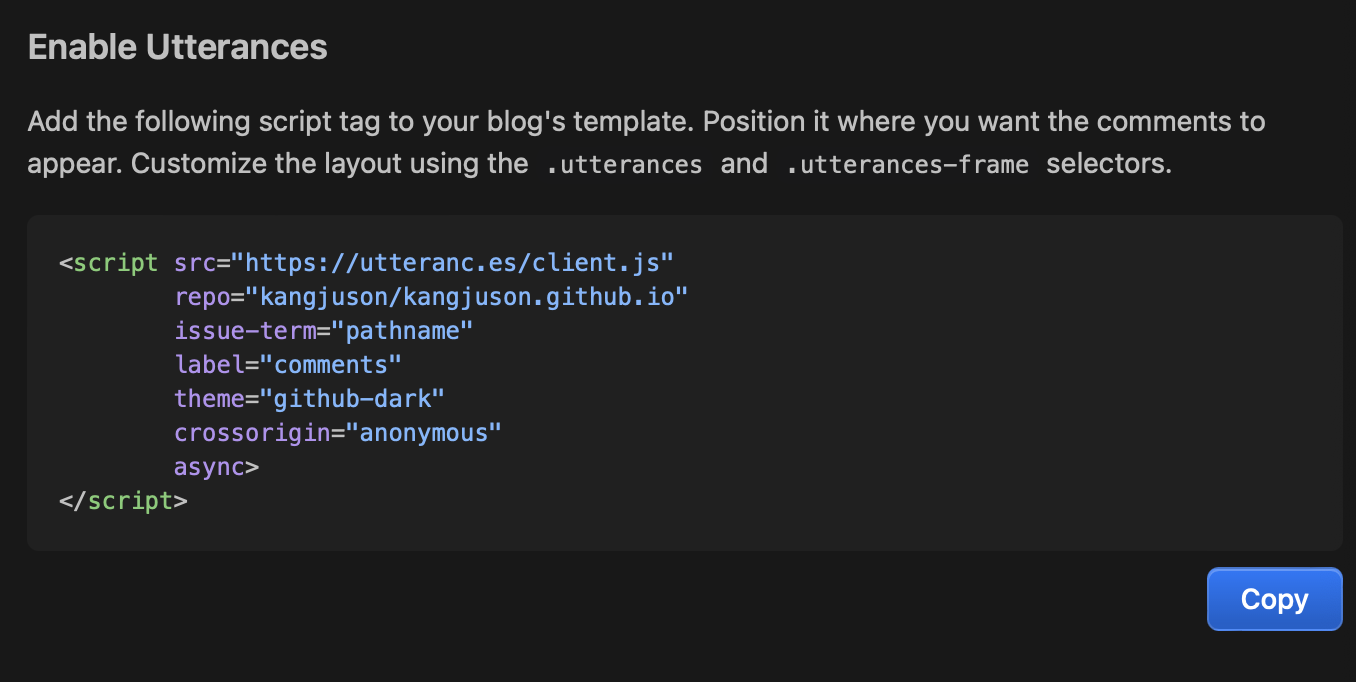 Enable Utterances
Add the following script tag to your blog's template. Position it where you want the comments to
appear. Customize the layout using the .utterances and .utterances-frame selectors.
<script src="https://utteranc.es/client.js"
        repo="kangjuson/kangjuson.github.io"
        issue-term="pathname"
        label="comments"
        theme="github-dark"
        crossorigin="anonymous"
        async>
</script>
Copy